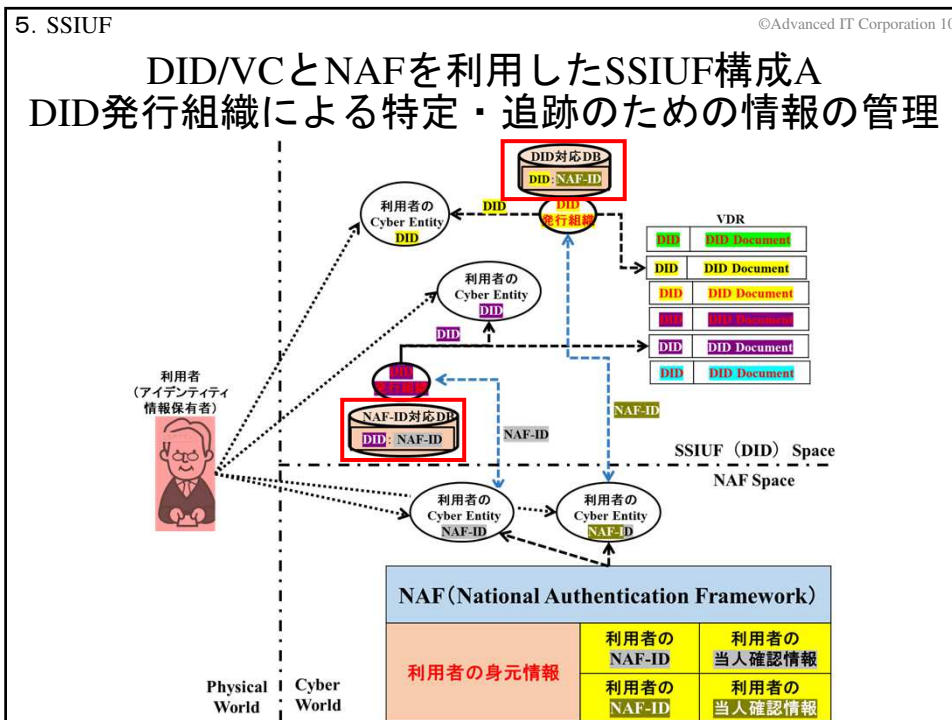 5. SSIUF
©Advanced IT Corporation 10
DID/VCとNAFを利用したSSIUF構成A
DID発行組織による特定・追跡のための情報の管理
DID対応DB
DID: NAF-ID
DID
発行組織
DID
利用者の
Cyber Entity
DID
VDR
DID DID Document
DID DID Document
DID DID Document
DID DID Document
DID DID Document
DID DID Document
利用者の
Cyber Entity
DID
DID
DID
発行組織
NAF-ID対応DB
DID: NAF-ID
NAF-ID
NAF-ID
利用者
(アイデンティティ
情報保有者)
SSIUF (DID) Space
NAF Space
利用者の
Cyber Entity
NAF-ID
利用者の
Cyber Entity
NAF-ID
NAF(National Authentication Framework)
利用者の身元情報
利用者の
NAF-ID
利用者の
当人確認情報
利用者の
NAF-ID
利用者の
当人確認情報
Physical
World
Cyber
World